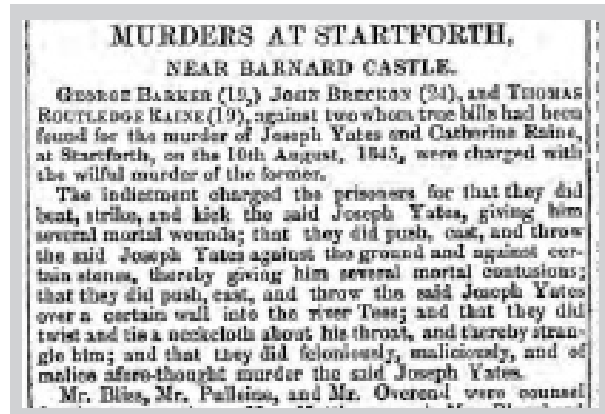 MURDERS AT STARTFORTH,
NEAR BARNARD CASTLE.
GEORGE BARKER (19,) JOHN BRECKON (24), and THOMAS
ROUTLEDGE RAINE (19), against two whom true bills had been
found for the murder of Joseph Yates and Catherine Raine,
at Startforth, on the 10th August, 1845, were charged with
the wilful murder of the former.
The indictment charged the prisoners for that they did
beat, strike, and kick the said Joseph Yates, giving him
several mortal wounds; that they did push, cast, and throw
the said Joseph Yates against the ground and against cer-
tain stones, thereby giving him several mortal contusions;
that they did push, cast, and throw the said Joseph Yates
over a certain wall into the river Tees; and that they did
twist and tie a neckcloth about his throat, and thereby stran-
gle him; and that they did feloniously, maliciously, and of
malice afore-thought murder the said Joseph Yates.
Mr. Bliss, Mr. Pulleine, and Mr. Overend were counsel